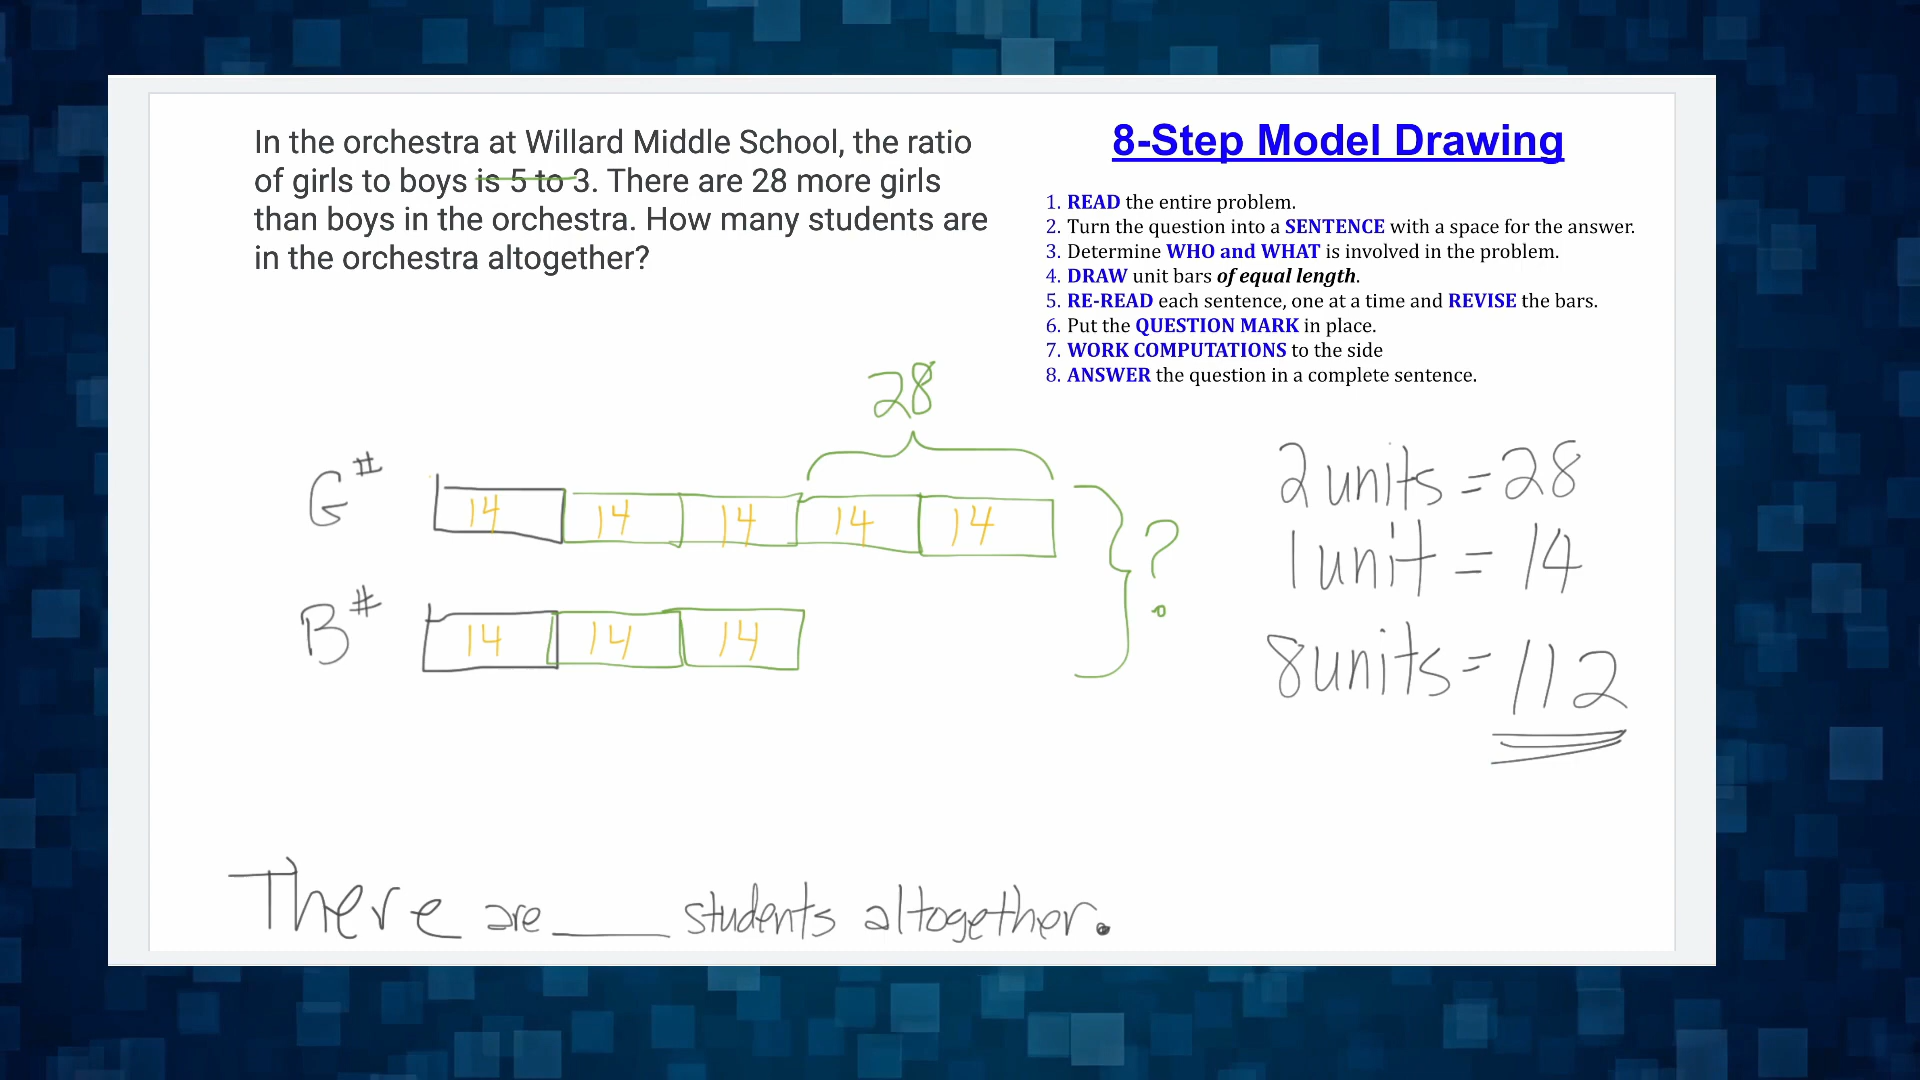 In the orchestra at Willard Middle School, the ratio
of girls to boys is 5 to 3. There are 28 more girls
than boys in the orchestra. How many students are
in the orchestra altogether?
8-Step Model Drawing
1. READ the entire problem.
2. Turn the question into a SENTENCE with a space for the answer.
3. Determine WHO and WHAT is involved in the problem.
4. DRAW unit bars of equal length.
5. RE-READ each sentence, one at a time and REVISE the bars.
6. Put the QUESTION MARK in place.
7. WORK COMPUTATIONS to the side
8. ANSWER the question in a complete sentence.
28
G# 14 14 14 14 14
?
B# 14 14 14
2 units = 28
1 unit = 14
8 units = 112
There are ____ students altogether.